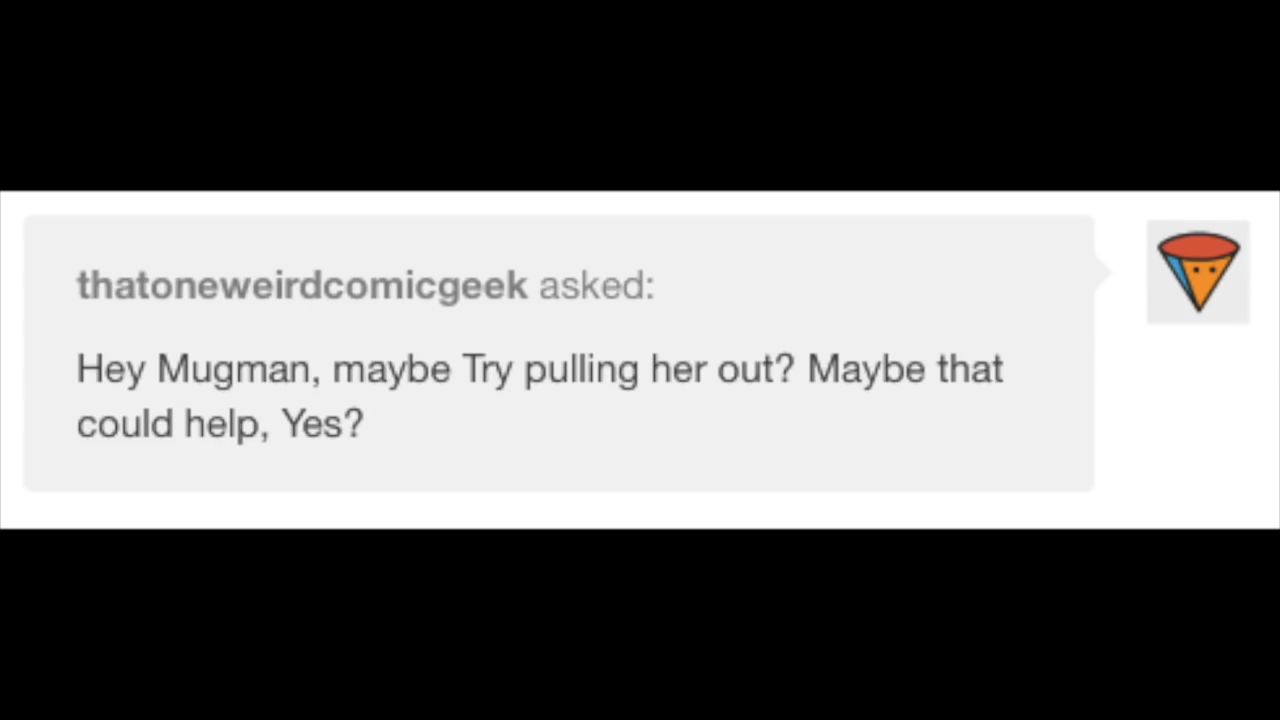 thatoneweirdcomicgeek asked:
Hey Mugman, maybe Try pulling her out? Maybe that
could help, Yes?